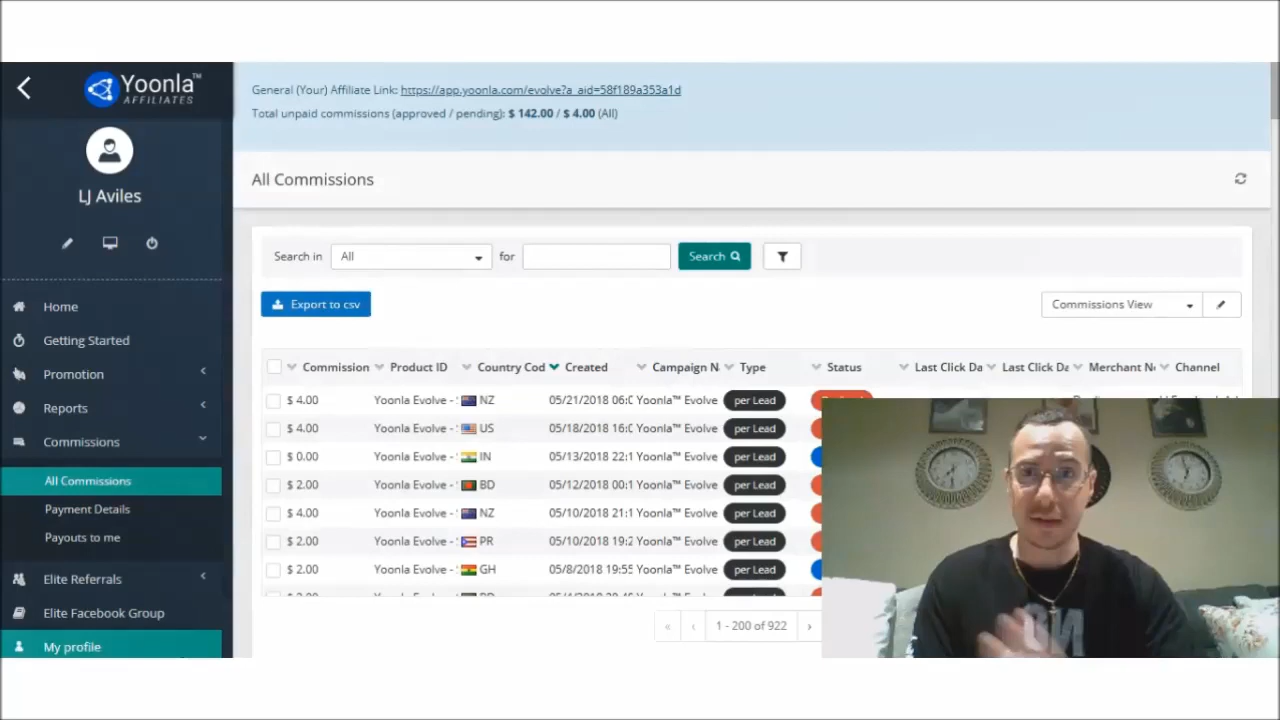 Yoonla™
AFFILIATES
LJ Aviles
Home
Getting Started
Promotion
Reports
Commissions
All Commissions
Payment Details
Payouts to me
Elite Referrals
Elite Facebook Group
My profile
General (Your) Affiliate Link: https://app.yoonla.com/evolve?a_aid=58f189a353a1d
Total unpaid commissions (approved / pending): $ 142.00 / $ 4.00 (All)
All Commissions
Search in All for Search
Export to csv Commissions View
Commission Product ID Country Cod Created Campaign N Type Status Last Click Da Last Click Da Merchant N Channel
$ 4.00 Yoonla Evolve - NZ 05/21/2018 06:0 Yoonla™ Evolve per Lead
$ 4.00 Yoonla Evolve - US 05/18/2018 16:0 Yoonla™ Evolve per Lead
$ 0.00 Yoonla Evolve - IN 05/13/2018 22:1 Yoonla™ Evolve per Lead
$ 2.00 Yoonla Evolve - BD 05/12/2018 00:1 Yoonla™ Evolve per Lead
$ 4.00 Yoonla Evolve - NZ 05/10/2018 21:1 Yoonla™ Evolve per Lead
$ 2.00 Yoonla Evolve - PR 05/10/2018 19:2 Yoonla™ Evolve per Lead
$ 2.00 Yoonla Evolve - GH 05/8/2018 19:55 Yoonla™ Evolve per Lead
« ‹ 1 - 200 of 922 ›